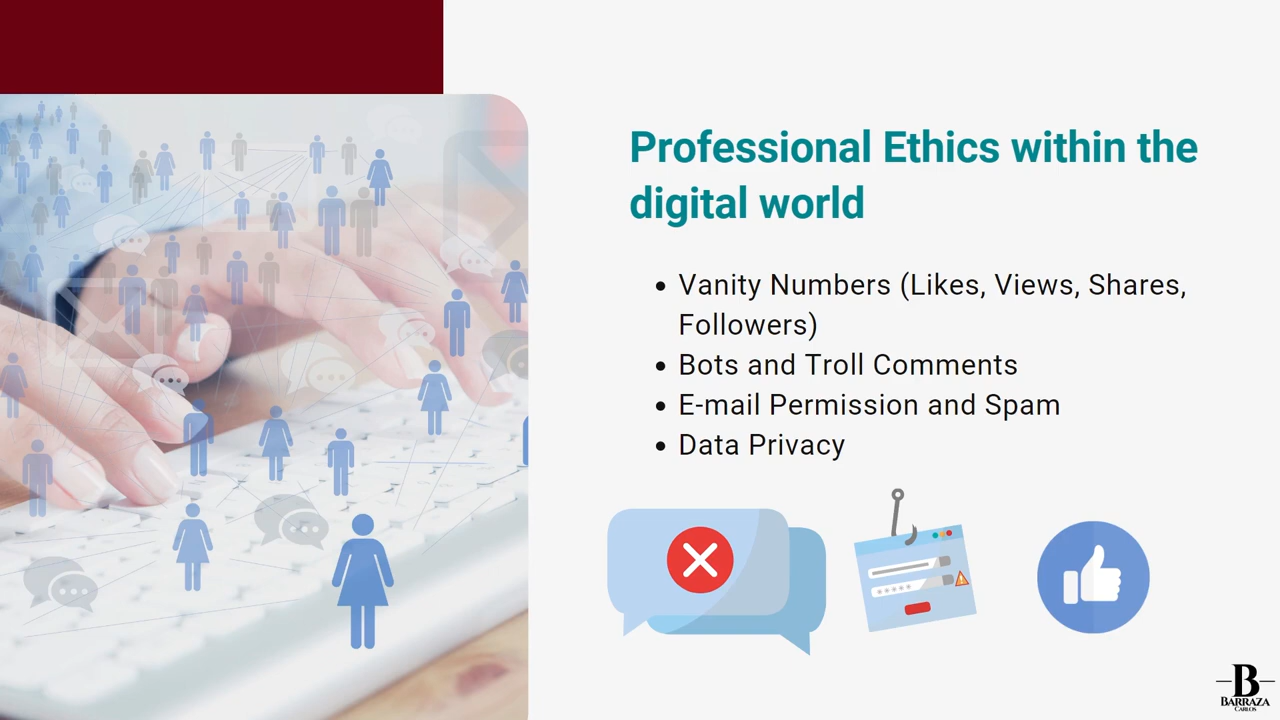 Professional Ethics within the
digital world
• Vanity Numbers (Likes, Views, Shares,
Followers)
• Bots and Troll Comments
• E-mail Permission and Spam
• Data Privacy
B
BARRAZA
CARLOS